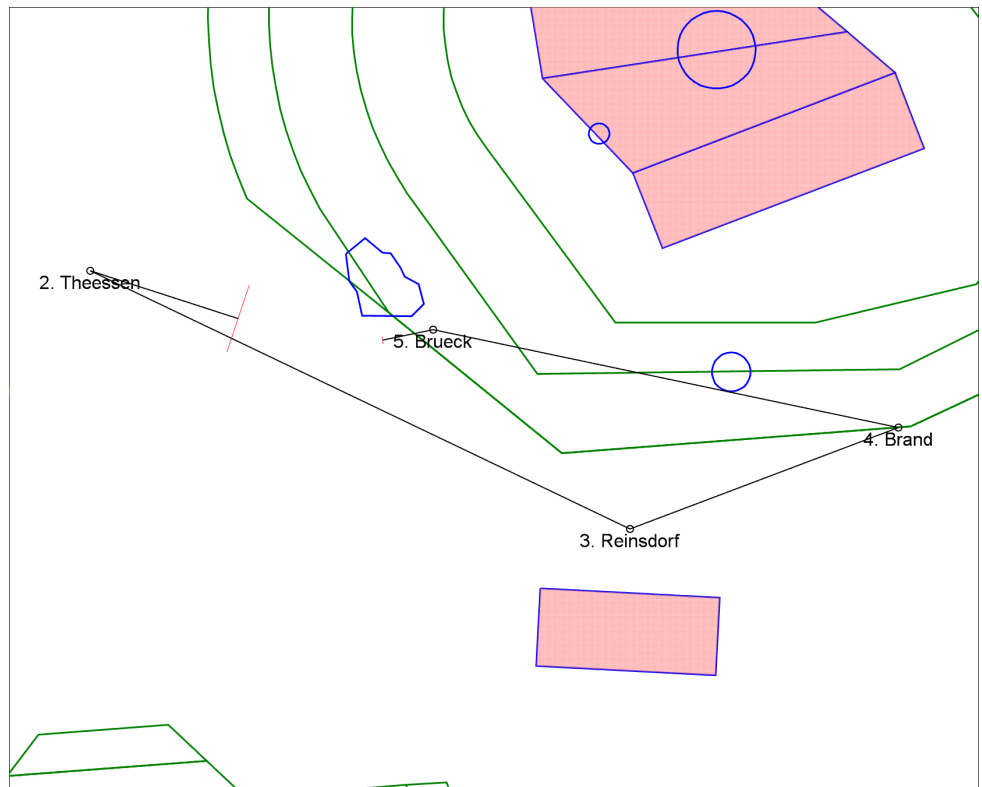 2. Theessen
5. Brueck
4. Brand
3. Reinsdorf